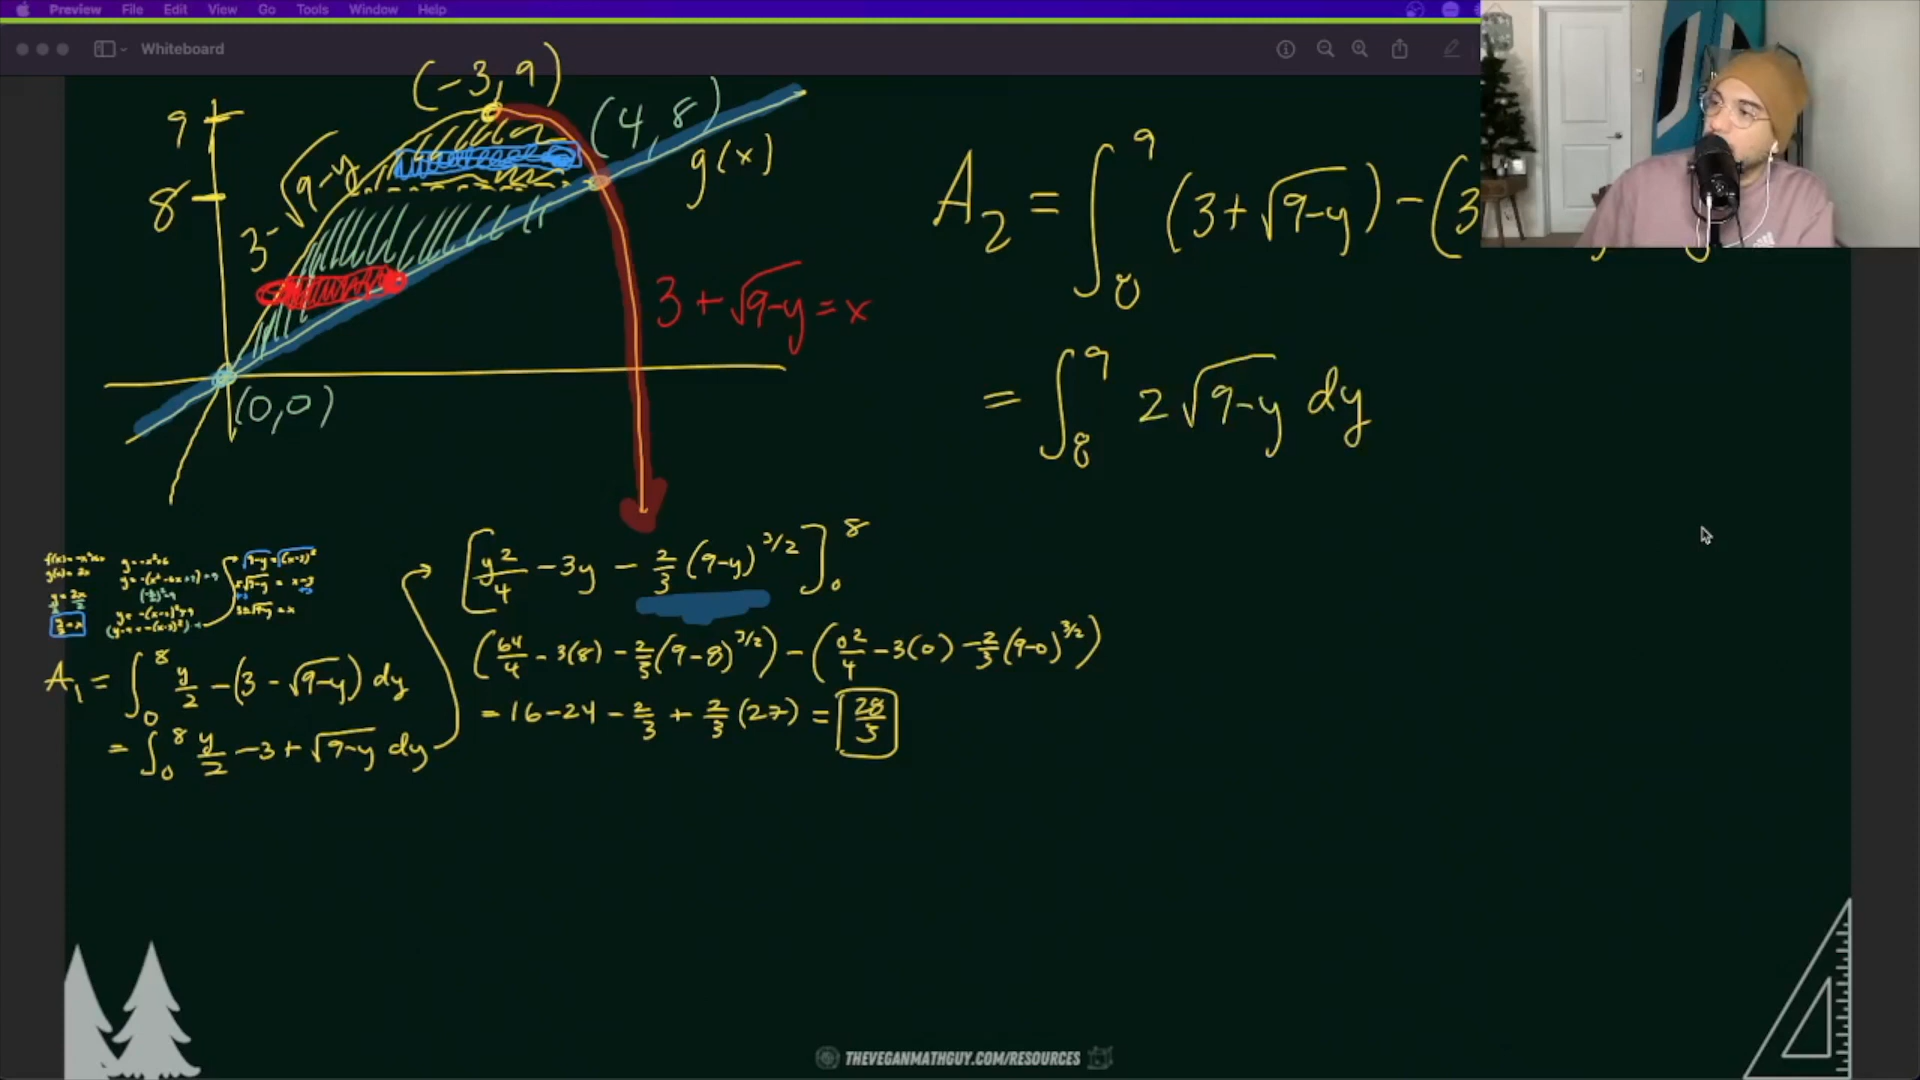 Preview File Edit View Go Tools Window Help
Whiteboard
(-3, 9)
9
(4, 8)
g(x)
8
3 - √9-y
3 + √9-y = x
(0,0)
A₂ = ∫₈⁹ (3+√9-y) - (3
= ∫₈⁹ 2√9-y dy
y = 2x
[y²/4 - 3y - 2/3 (9-y)^3/2]₀⁸
(64/4 - 3(8) - 2/3(9-8)^3/2) - (0²/4 - 3(0) - 2/3(9-0)^3/2)
= 16 - 24 - 2/3 + 2/3 (27) = 28/3
A₁ = ∫₀⁸ y/2 - (3 - √9-y) dy
= ∫₀⁸ y/2 - 3 + √9-y dy
THEVEGANMATHGUY.COM/RESOURCES